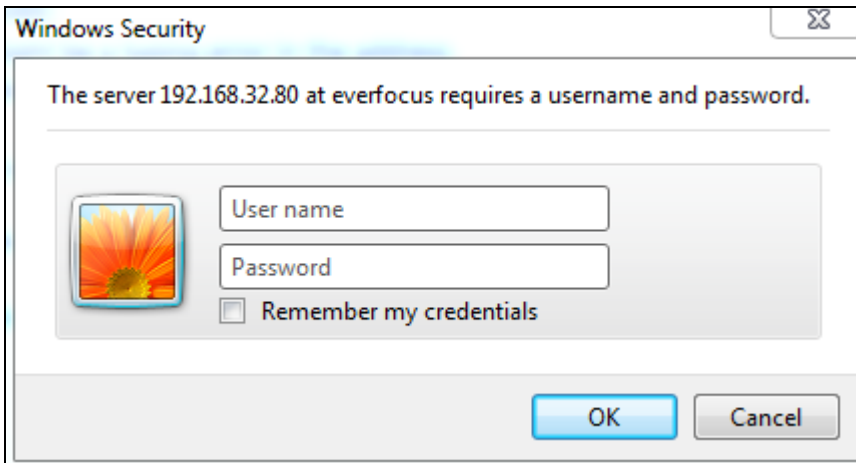 Windows Security
The server 192.168.32.80 at everfocus requires a username and password.
User name
Password
Remember my credentials
OK
Cancel